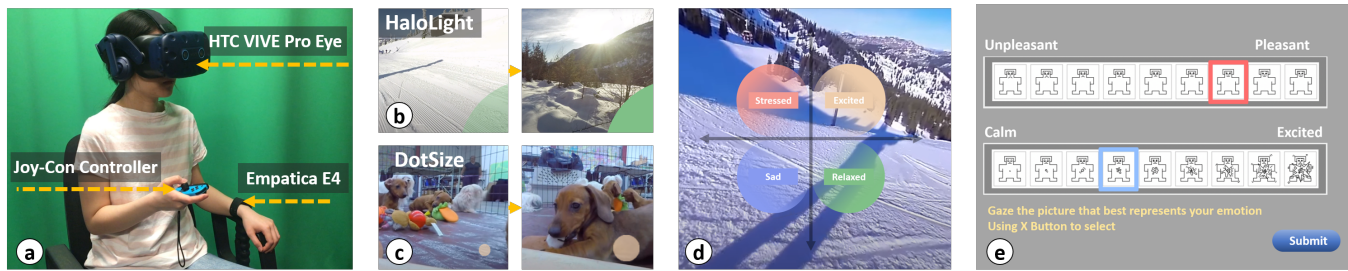 HTC VIVE Pro Eye
Joy-Con Controller
Empatica E4
a
HaloLight
b
DotSize
c
Stressed
Excited
Sad
Relaxed
d
Unpleasant
Pleasant
Calm
Excited
Gaze the picture that best represents your emotion
Using X Button to select
Submit
e